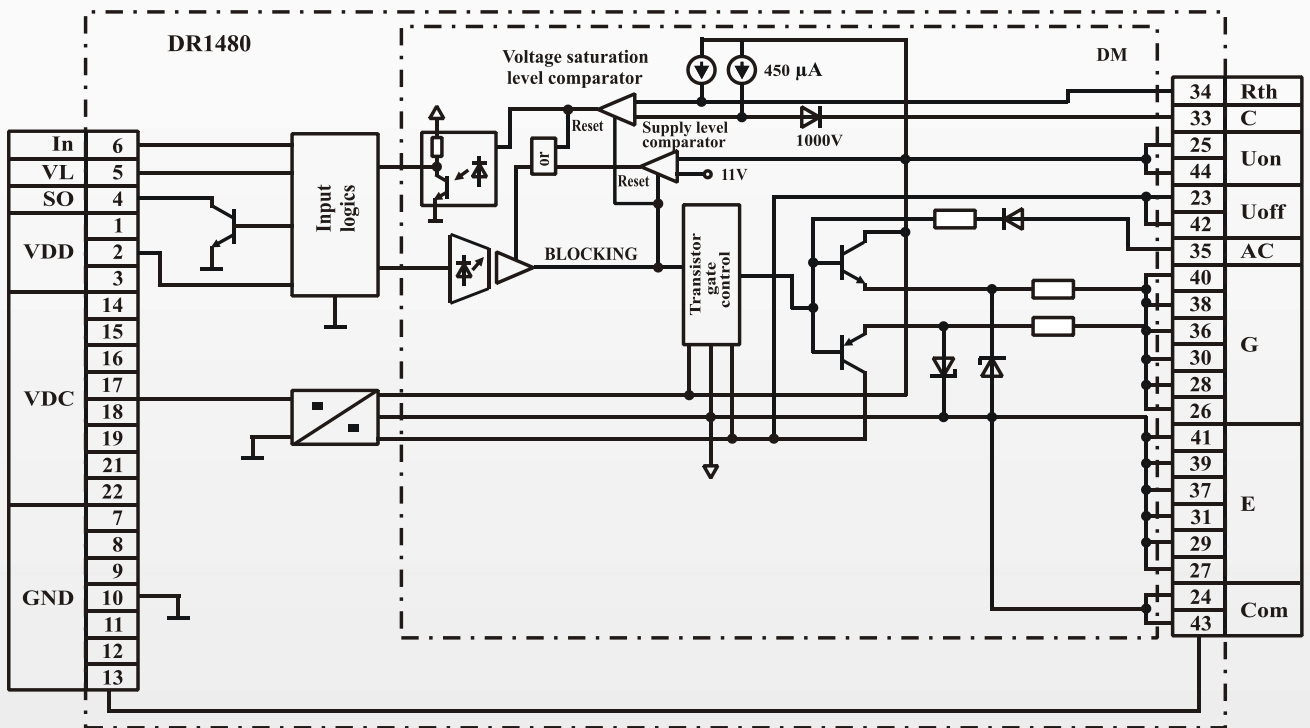 DR1480
DM
Voltage saturation
level comparator
450 µA
Reset
Supply level
comparator
1000V
or
Reset
11V
Input
logics
BLOCKING
Transistor
gate
control
In
6
VL
5
SO
4
VDD
1
2
3
VDC
14
15
16
17
18
19
21
22
GND
7
8
9
10
11
12
13
34
Rth
33
C
25
44
Uon
23
42
Uoff
35
AC
40
38
36
30
28
26
G
41
39
37
31
29
27
E
24
43
Com